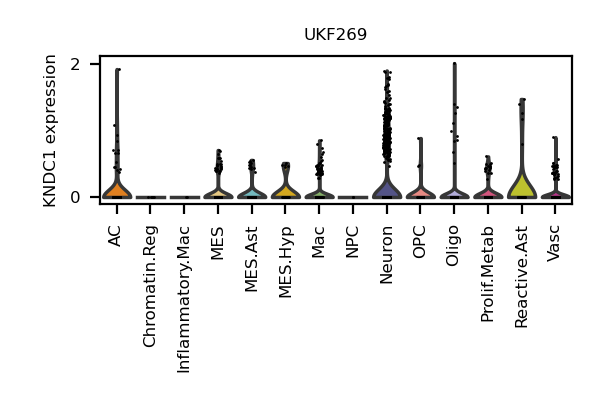 UKF269
KNDC1 expression
2
0
AC
Chromatin.Reg
Inflammatory.Mac
MES
MES.Ast
MES.Hyp
Mac
NPC
Neuron
OPC
Oligo
Prolif.Metab
Reactive.Ast
Vasc